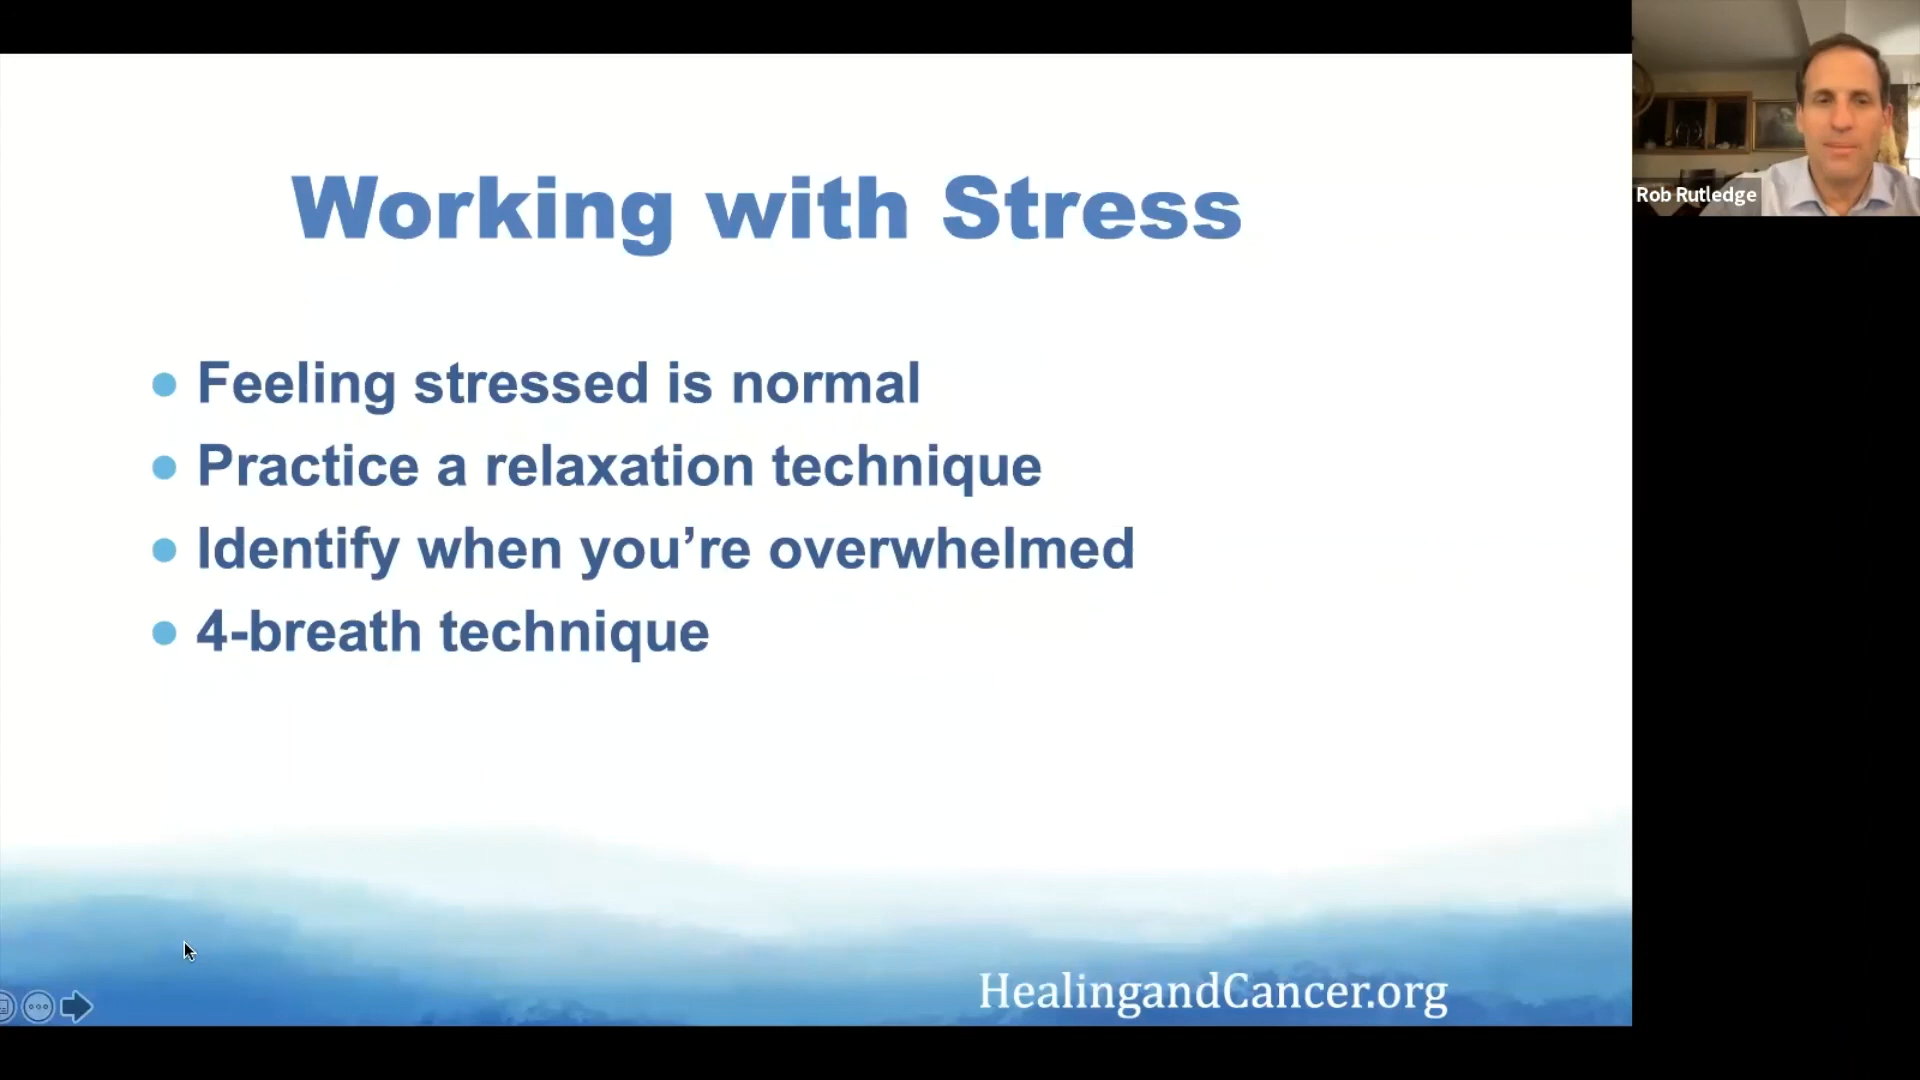 Working with Stress
Feeling stressed is normal
Practice a relaxation technique
Identify when you’re overwhelmed
4-breath technique
HealingandCancer.org
Rob Rutledge